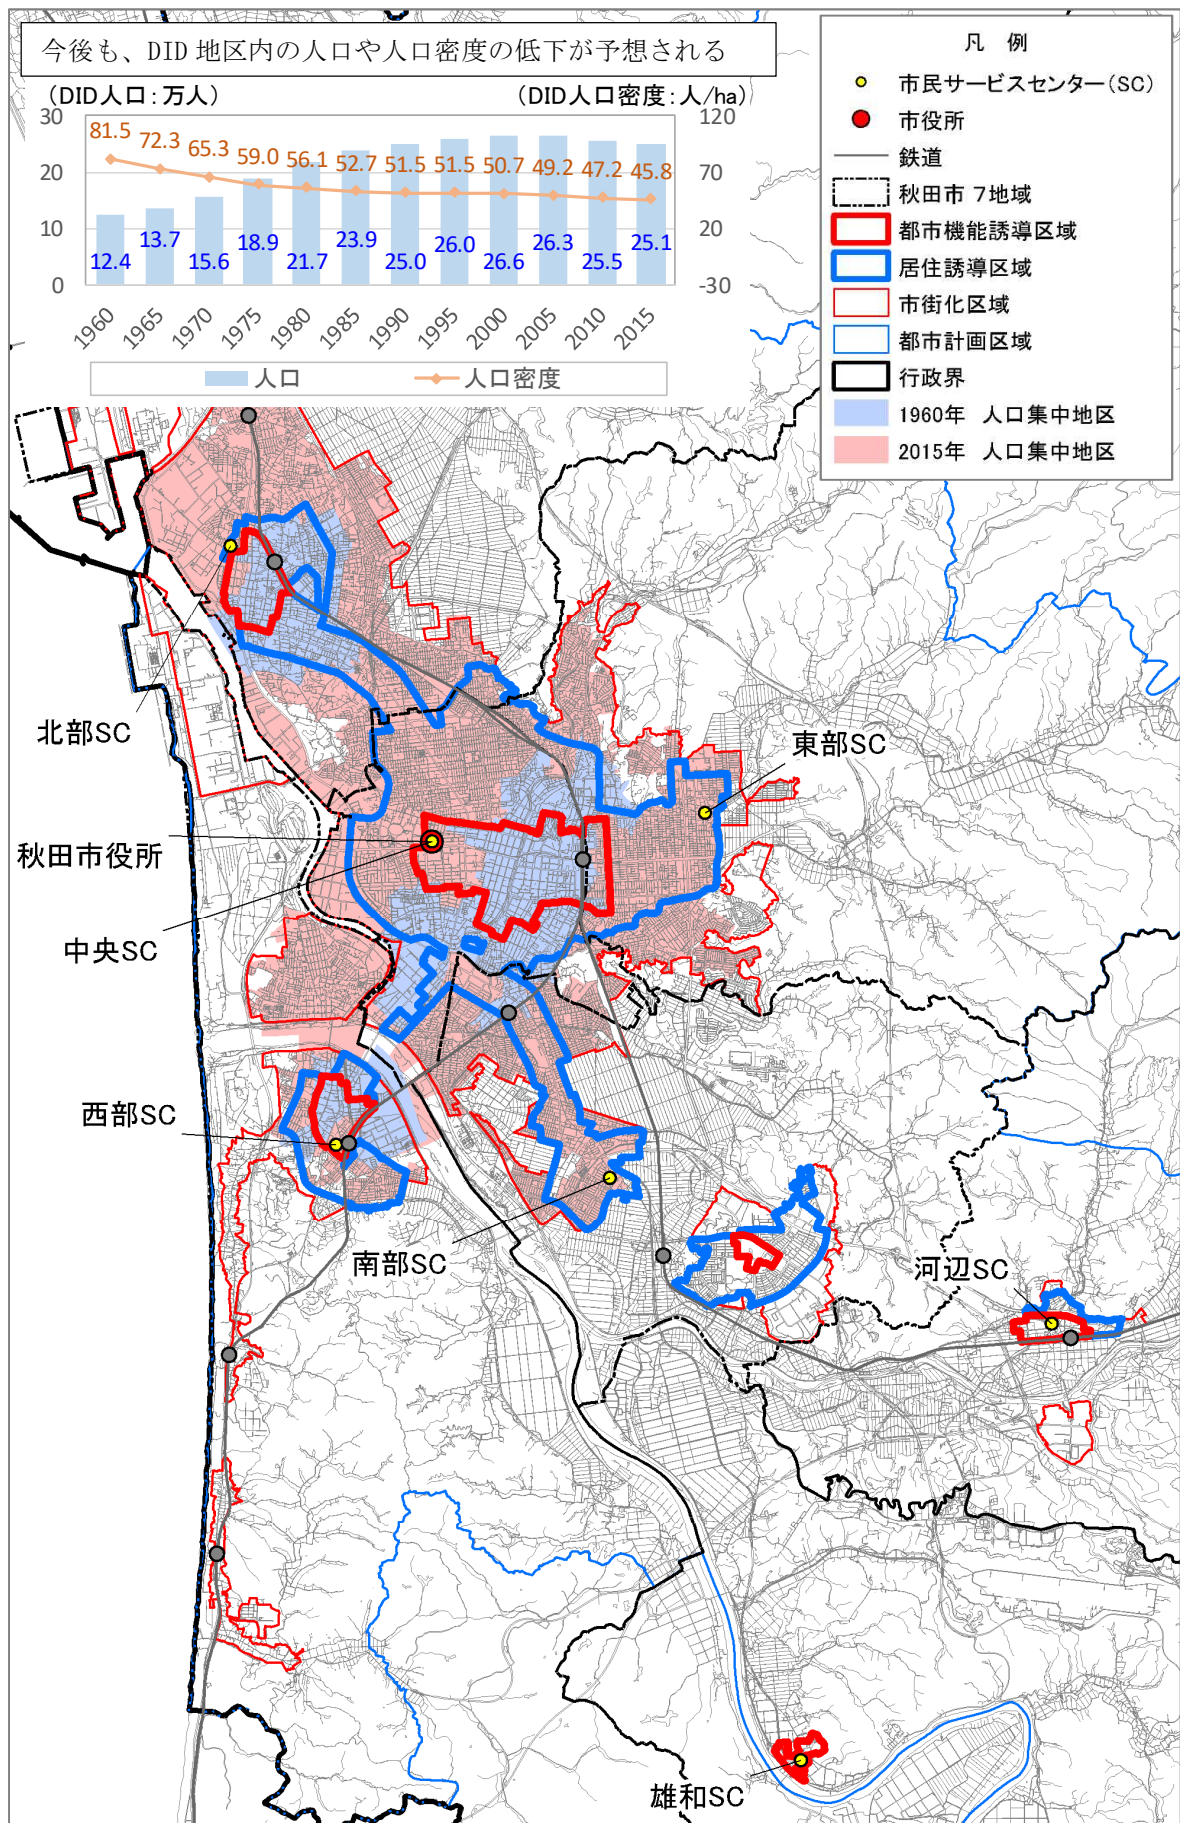 今後も、DID 地区内の人口や人口密度の低下が予想される
(DID人口：万人)
(DID人口密度：人/ha)
30
20
10
0
120
70
20
-30
81.5 72.3 65.3 59.0 56.1 52.7 51.5 51.5 50.7 49.2 47.2 45.8
12.4 13.7 15.6 18.9 21.7 23.9 25.0 26.0 26.6 26.3 25.5 25.1
1960 1965 1970 1975 1980 1985 1990 1995 2000 2005 2010 2015
人口 人口密度
凡 例
市民サービスセンター(SC)
市役所
鉄道
秋田市 7地域
都市機能誘導区域
居住誘導区域
市街化区域
都市計画区域
行政界
1960年 人口集中地区
2015年 人口集中地区
北部SC
東部SC
秋田市役所
中央SC
西部SC
南部SC
河辺SC
雄和SC